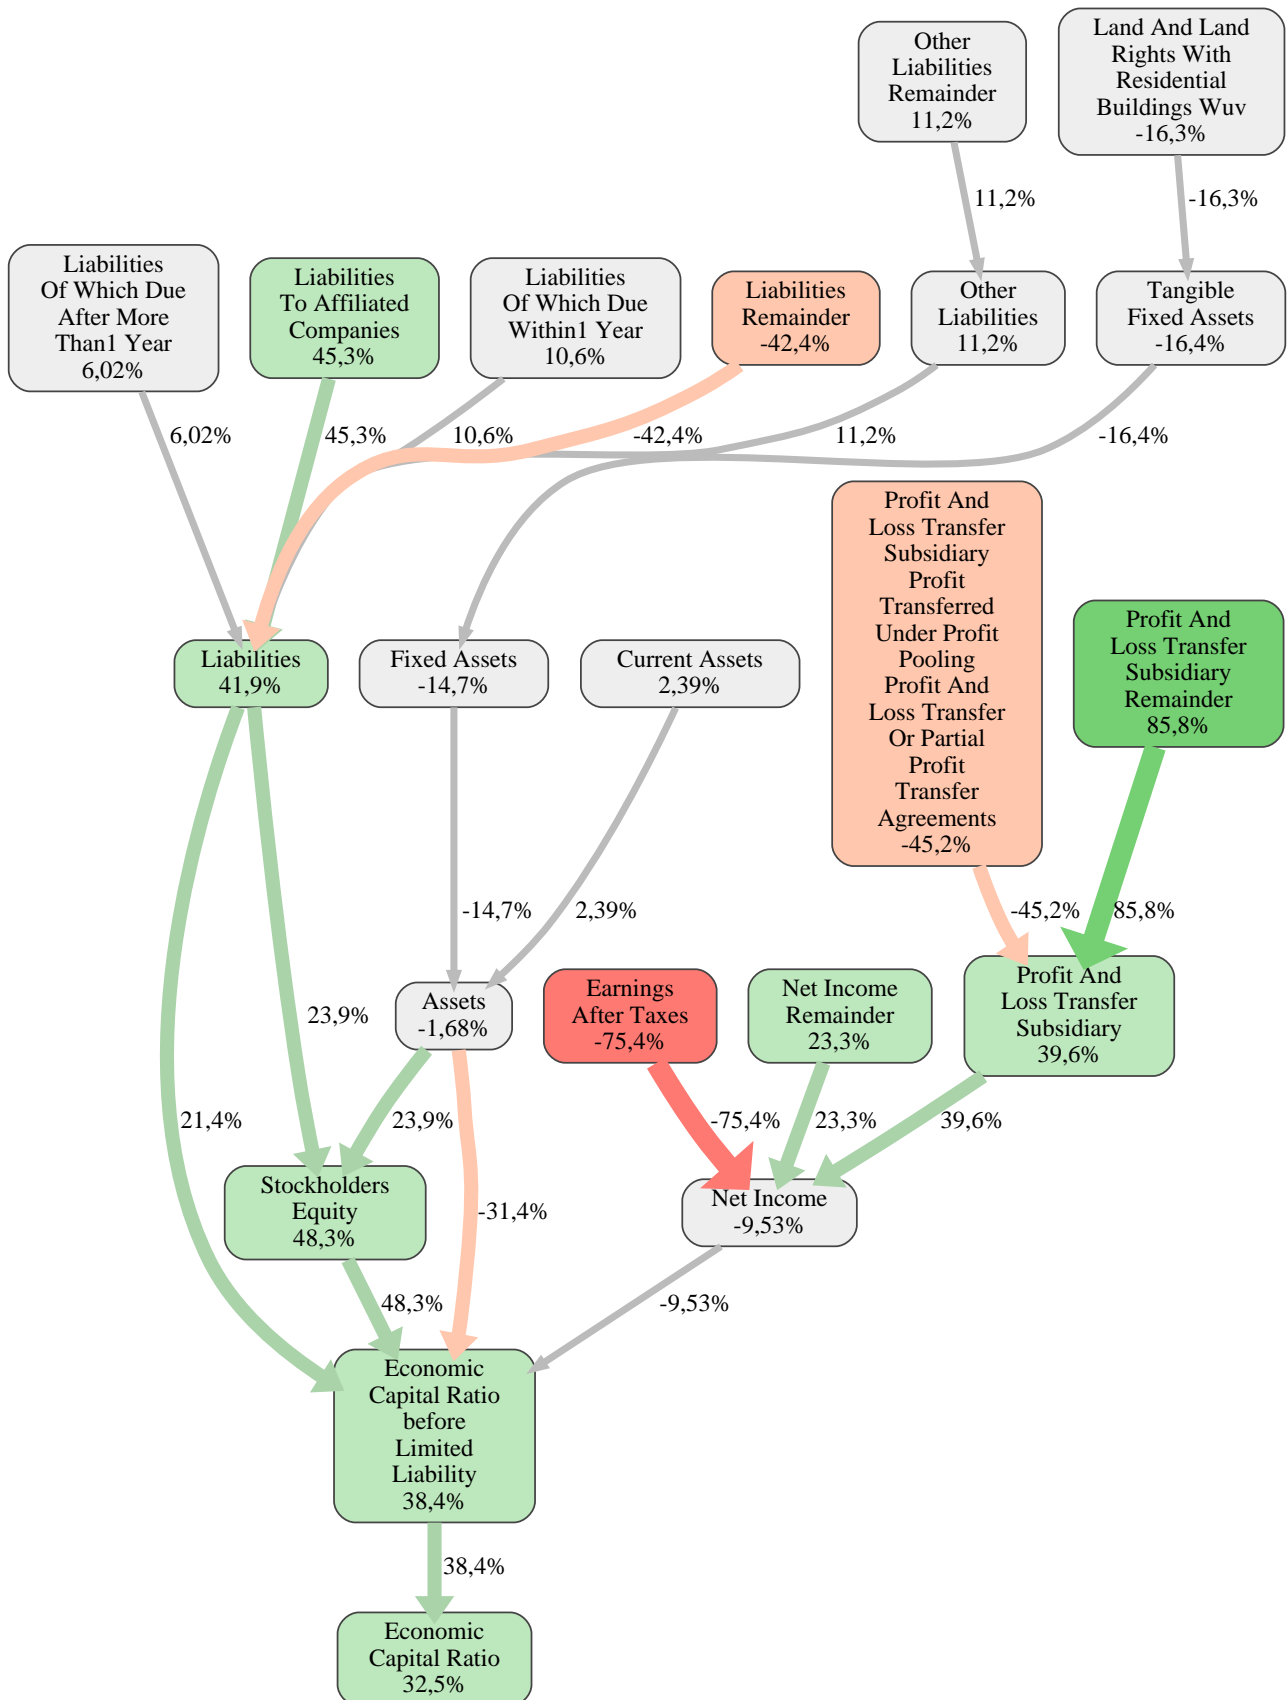 Other
Liabilities
Remainder
11,2%
Land And Land
Rights With
Residential
Buildings Wuv
-16,3%
11,2%
-16,3%
Liabilities
Of Which Due
After More
Than1 Year
6,02%
Liabilities
To Affiliated
Companies
45,3%
Liabilities
Of Which Due
Within1 Year
10,6%
Liabilities
Remainder
-42,4%
Other
Liabilities
11,2%
Tangible
Fixed Assets
-16,4%
6,02%
45,3%
10,6%
-42,4%
11,2%
-16,4%
Profit And
Loss Transfer
Subsidiary
Profit
Transferred
Under Profit
Pooling
Profit And
Loss Transfer
Or Partial
Profit
Transfer
Agreements
-45,2%
Profit And
Loss Transfer
Subsidiary
Remainder
85,8%
Liabilities
41,9%
Fixed Assets
-14,7%
Current Assets
2,39%
-14,7%
2,39%
-45,2%
85,8%
23,9%
Assets
-1,68%
Earnings
After Taxes
-75,4%
Net Income
Remainder
23,3%
Profit And
Loss Transfer
Subsidiary
39,6%
21,4%
23,9%
-75,4%
23,3%
39,6%
Stockholders
Equity
48,3%
-31,4%
Net Income
-9,53%
48,3%
-9,53%
Economic
Capital Ratio
before
Limited
Liability
38,4%
38,4%
Economic
Capital Ratio
32,5%